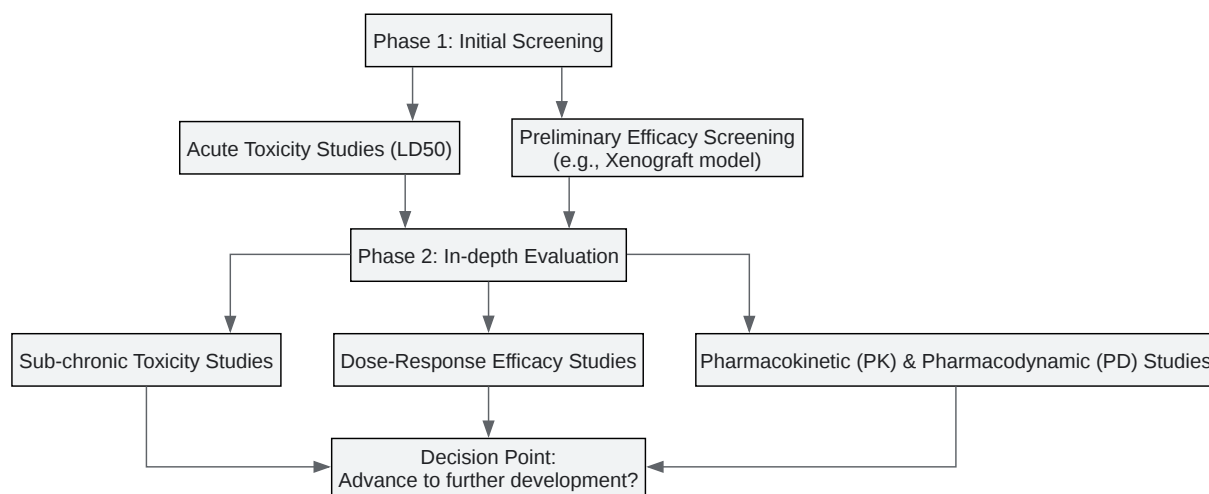 Phase 1: Initial Screening
Acute Toxicity Studies (LD50)
Preliminary Efficacy Screening
(e.g., Xenograft model)
Phase 2: In-depth Evaluation
Sub-chronic Toxicity Studies
Dose-Response Efficacy Studies
Pharmacokinetic (PK) & Pharmacodynamic (PD) Studies
Decision Point:
Advance to further development?